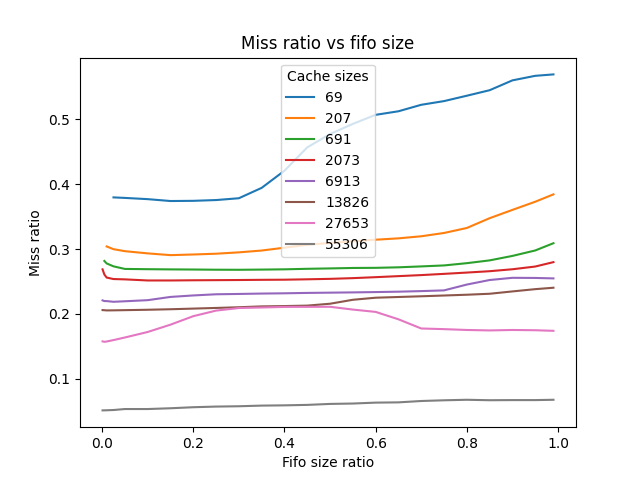 Miss ratio vs fifo size
Cache sizes
69
207
691
2073
6913
13826
27653
55306
Miss ratio
0.5
0.4
0.3
0.2
0.1
0.0 0.2 0.4 0.6 0.8 1.0
Fifo size ratio